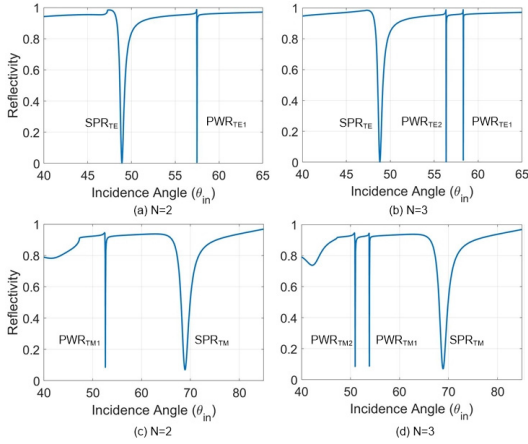 1
0.8
0.6
0.4
0.2
0
Reflectivity
SPR_TE
PWR_TE1
40 45 50 55 60 65
Incidence Angle (θ_in)
(a) N=2
1
0.8
0.6
0.4
0.2
0
SPR_TE
PWR_TE2
PWR_TE1
40 45 50 55 60 65
Incidence Angle (θ_in)
(b) N=3
1
0.8
0.6
0.4
0.2
0
Reflectivity
PWR_TM1
SPR_TM
40 50 60 70 80
Incidence Angle (θ_in)
(c) N=2
1
0.8
0.6
0.4
0.2
0
PWR_TM2
PWR_TM1
SPR_TM
40 50 60 70 80
Incidence Angle (θ_in)
(d) N=3